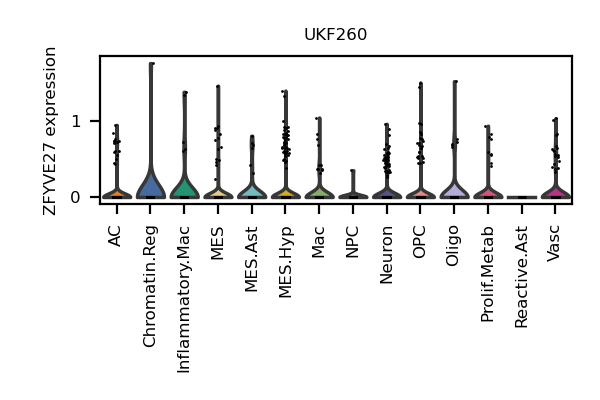 UKF260
ZFYVE27 expression
1
0
AC
Chromatin.Reg
Inflammatory.Mac
MES
MES.Ast
MES.Hyp
Mac
NPC
Neuron
OPC
Oligo
Prolif.Metab
Reactive.Ast
Vasc